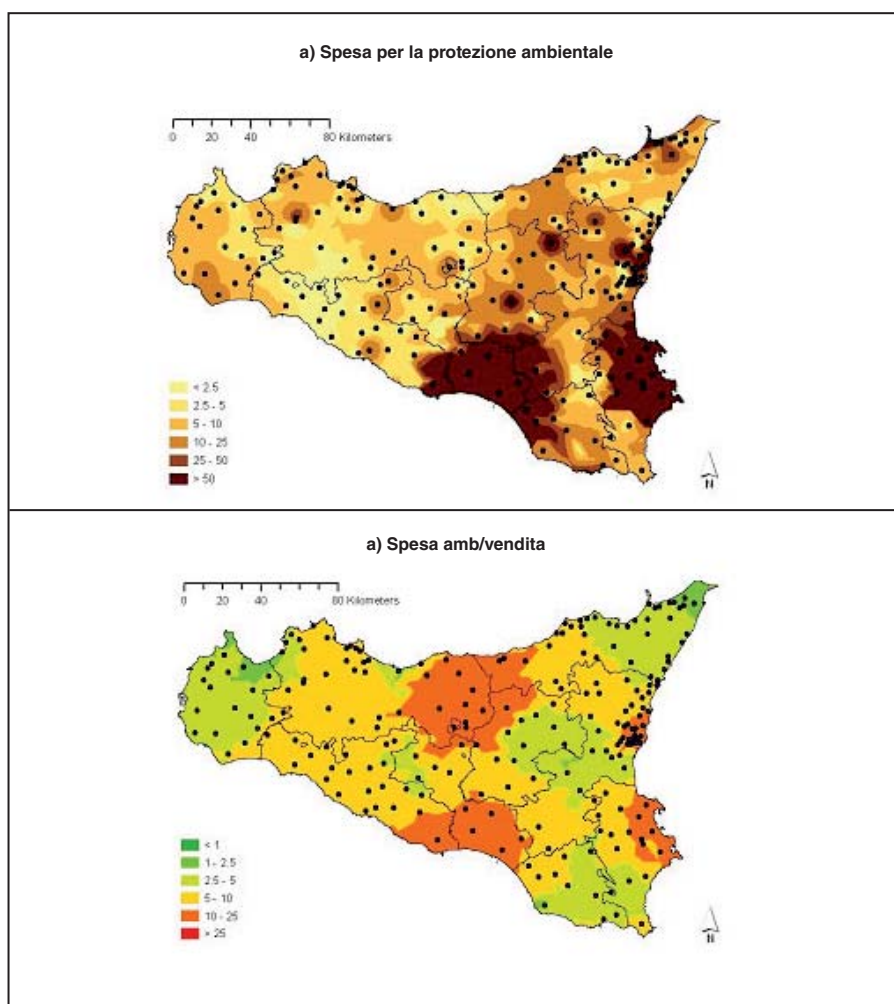 a) Spesa per la protezione ambientale
0 20 40 80 Kilometers
< 2.5
2.5 - 5
5 - 10
10 - 25
25 - 50
> 50
N
a) Spesa amb/vendita
0 20 40 80 Kilometers
< 1
1 - 2.5
2.5 - 5
5 - 10
10 - 25
> 25
N